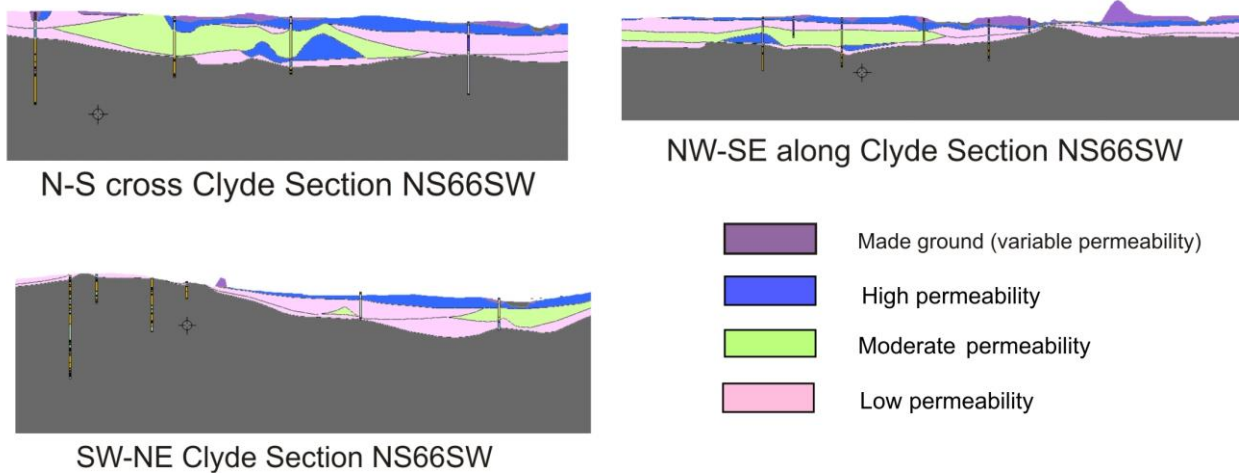 N-S cross Clyde Section NS66SW
NW-SE along Clyde Section NS66SW
SW-NE Clyde Section NS66SW
Made ground (variable permeability)
High permeability
Moderate permeability
Low permeability